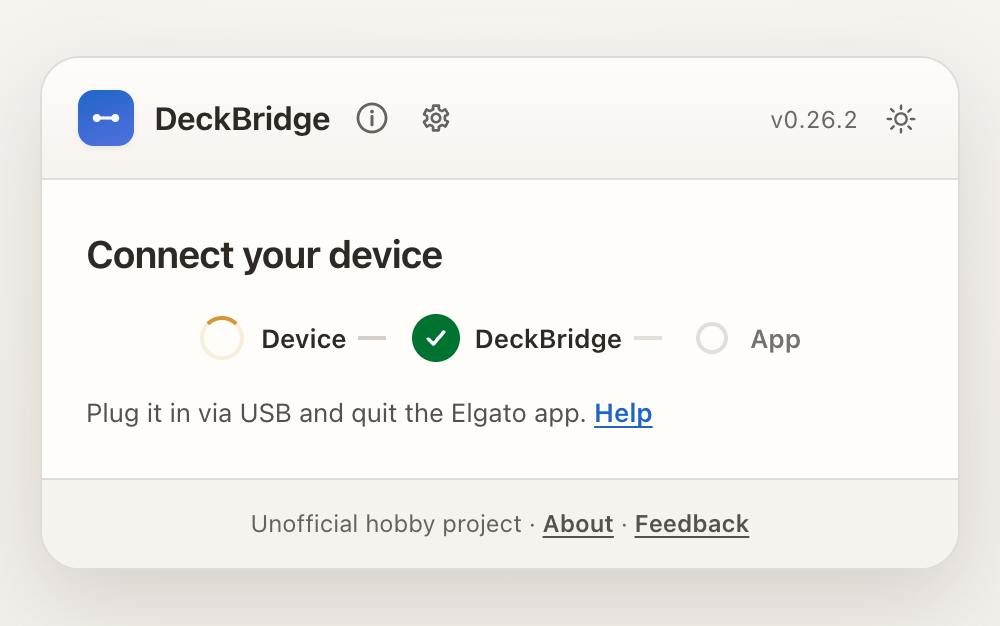 DeckBridge v0.26.2
Connect your device
Device DeckBridge App
Plug it in via USB and quit the Elgato app. Help
Unofficial hobby project · About · Feedback